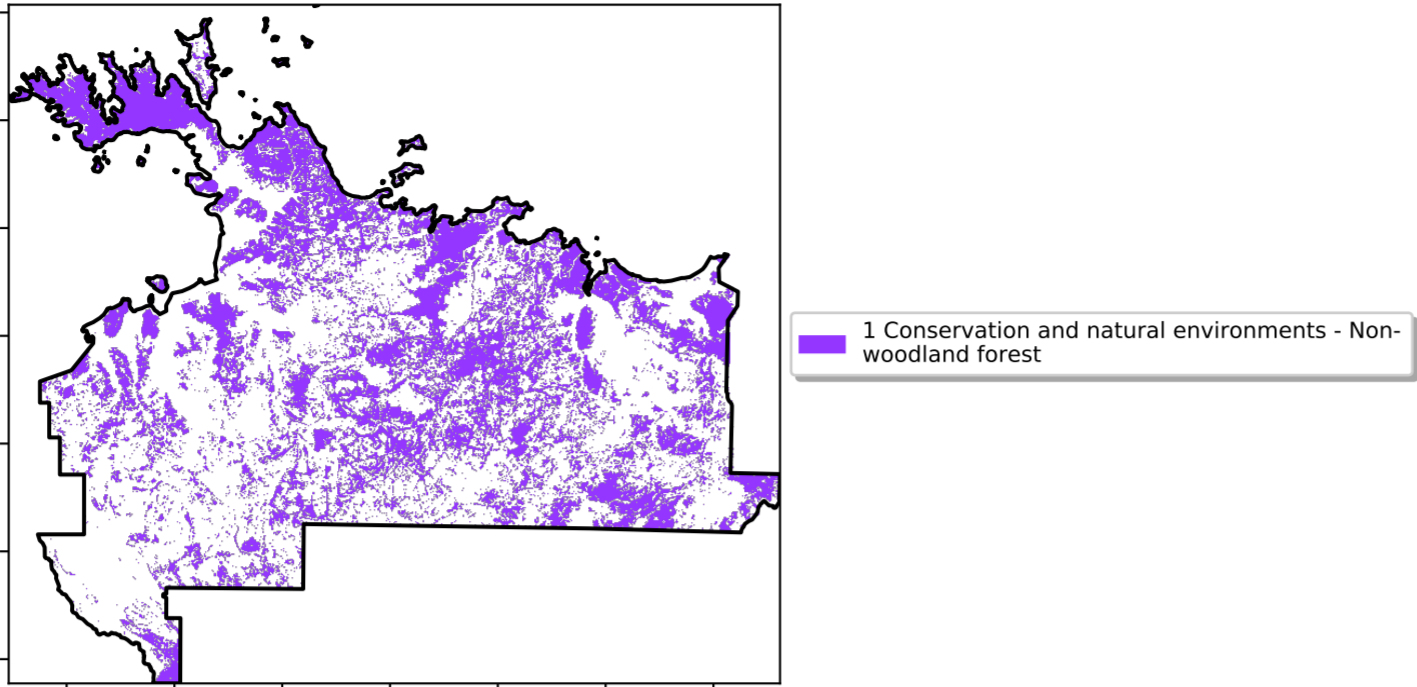 1 Conservation and natural environments - Non-
woodland forest